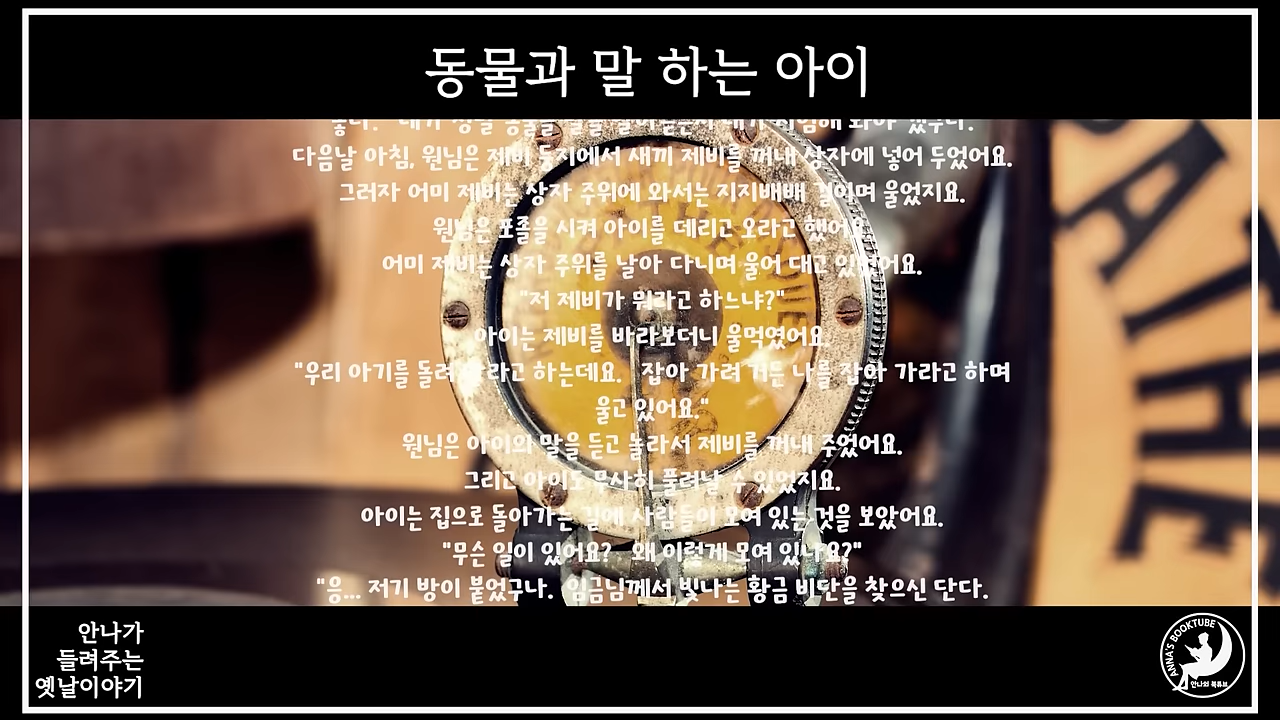 동물과 말 하는 아이
다음날 아침, 원님은 제비 둥지에서 새끼 제비를 꺼내 상자에 넣어 두었어요.
그러자 어미 제비는 상자 주위에 와서는 지지배배 길이며 울었지요.
원님은 포졸을 시켜 아이를 데리고 오라고 했어요.
어미 제비는 상자 주위를 날아 다니며 울어 대고 있었어요.
"저 제비가 뭐라고 하느냐?"
아이는 제비를 바라보더니 울먹였어요.
"우리 아기를 돌려 달라고 하는데요. 잡아 가려거든 나를 잡아 가라고 하며
울고 있어요."
원님은 아이의 말을 듣고 놀라서 제비를 꺼내 주었어요.
그리고 아이도 무사히 풀려날 수 있었지요.
아이는 집으로 돌아가는 길에 사람들이 모여 있는 것을 보았어요.
"무슨 일이 있어요? 왜 이렇게 모여 있나요?"
"응... 저기 방이 붙었구나. 임금님께서 빛나는 황금 비단을 찾으신 단다.
안나가
들려주는
옛날이야기
ANNA'S BOOKTUBE
안나의 북튜브